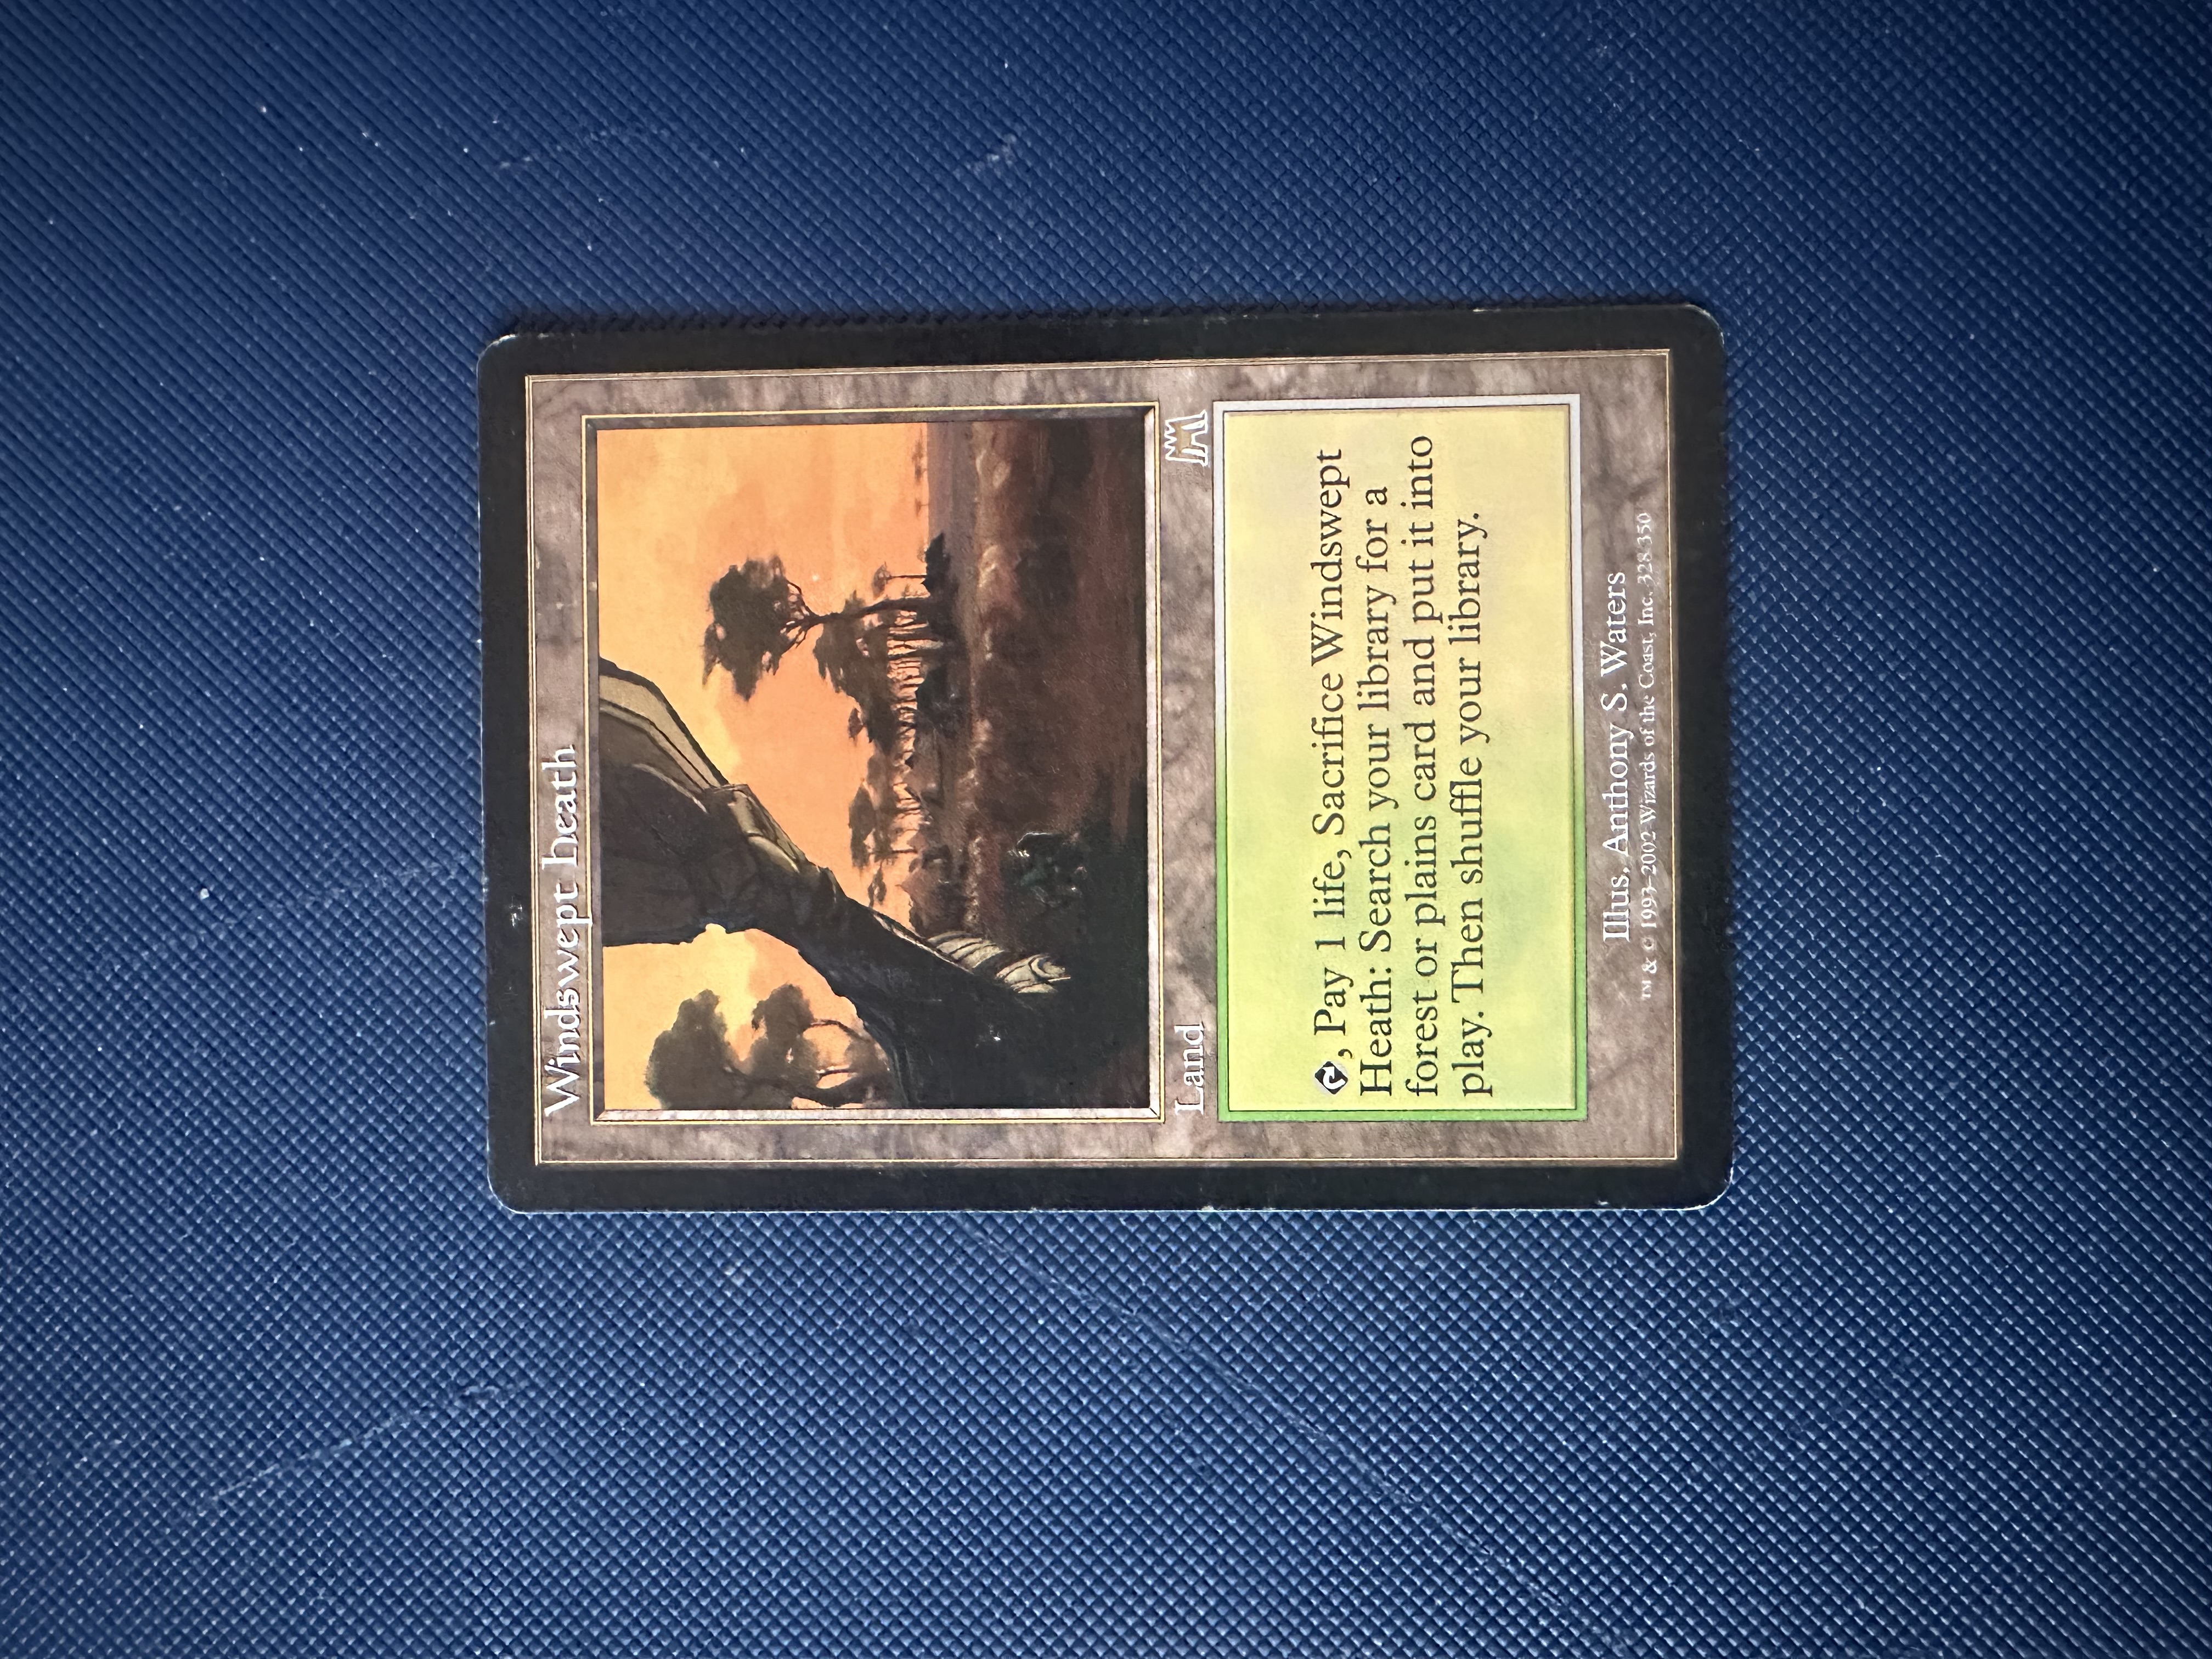 Windswept Heath
Land
, Pay 1 life, Sacrifice Windswept
Heath: Search your library for a
forest or plains card and put it into
play. Then shuffle your library.
Illus. Anthony S. Waters
™ & © 1993–2002 Wizards of the Coast, Inc. 328/350